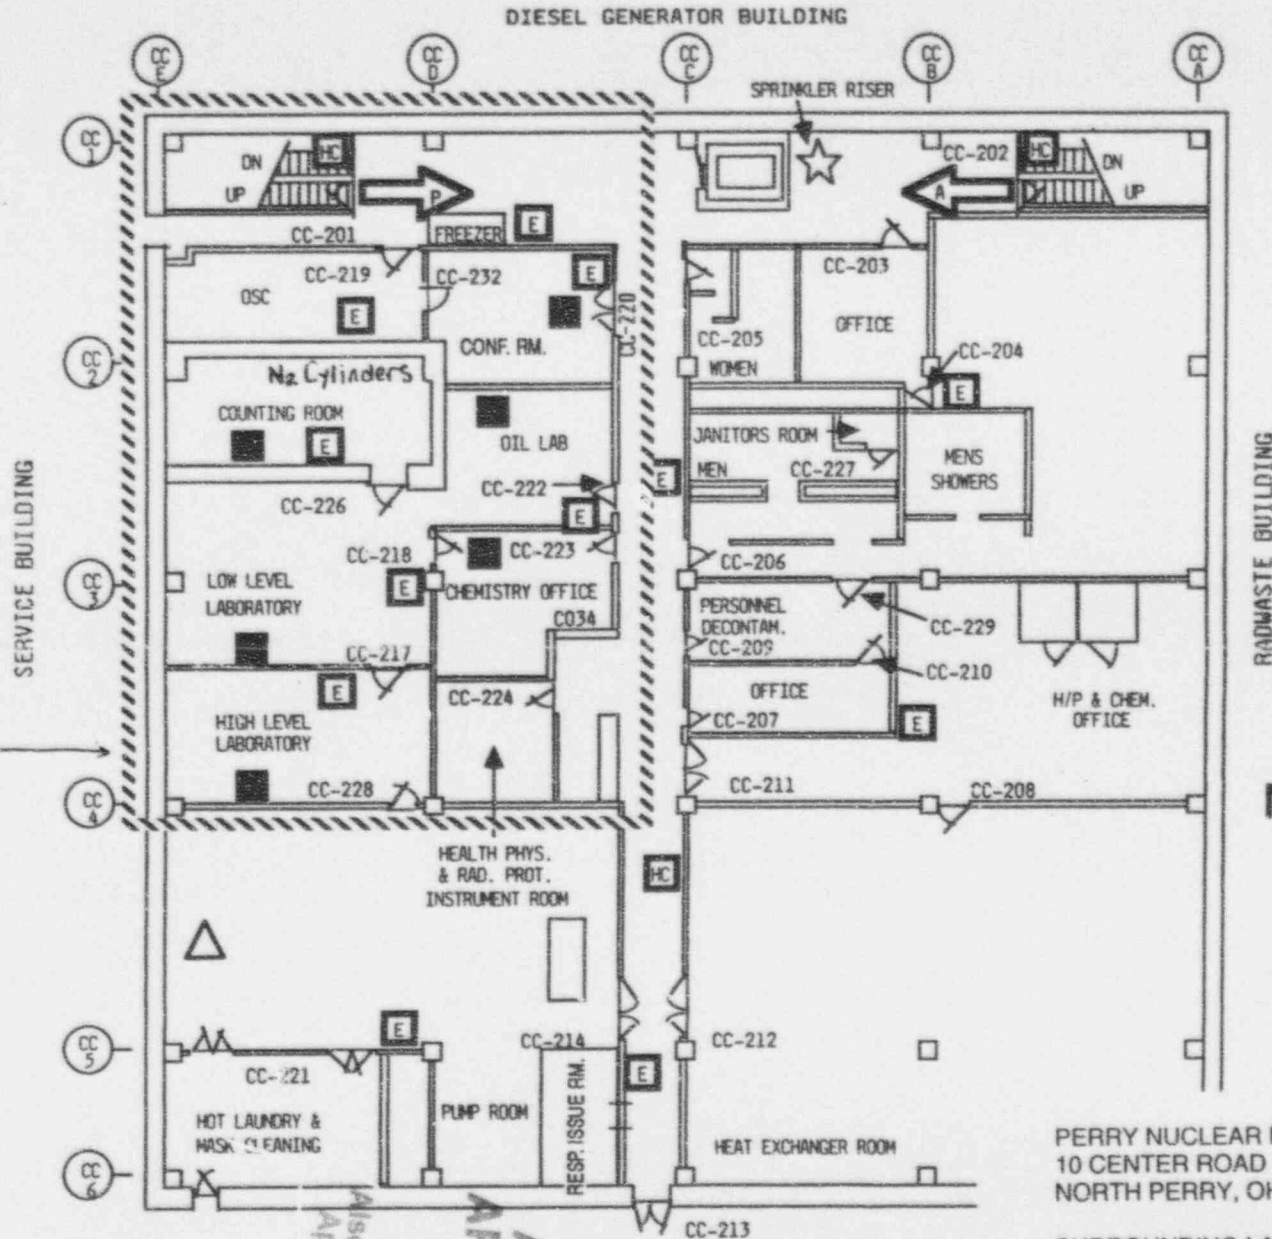 DIESEL GENERATOR BUILDING
CC
E
CC
D
CC
C
CC
B
CC
A
SPRINKLER RISER
CC
1
DN
UP
HC
P
A
CC-202
HC
DN
UP
CC-201
FREEZER
E
CC-219
CC-232
E
CC-203
OSC
E
CC-220
OFFICE
CONF. RM.
CC-205
WOMEN
CC-204
E
CC
2
N2 Cylinders
COUNTING ROOM
E
OIL LAB
JANITORS ROOM
MEN
CC-227
MENS
SHOWERS
E
CC-222
CC-226
E
CC-218
CC-223
CC-206
SERVICE BUILDING
RADWASTE BUILDING
CC
3
LOW LEVEL
LABORATORY
E
CHEMISTRY OFFICE
C034
PERSONNEL
DECONTAM.
CC-229
CC-209
CC-217
CC-210
E
CC-224
OFFICE
H/P & CHEM.
OFFICE
HIGH LEVEL
LABORATORY
CC-207
E
CC-228
CC-211
CC-208
CC
4
HEALTH PHYS.
& RAD. PROT.
INSTRUMENT ROOM
HC
E
CC
5
CC-214
CC-212
CC-221
E
HOT LAUNDRY &
MASK CLEANING
PUMP ROOM
RESP. ISSUE RM.
HEAT EXCHANGER ROOM
CC
6
CC-213
PERRY NUCLEAR
10 CENTER ROAD
NORTH PERRY,